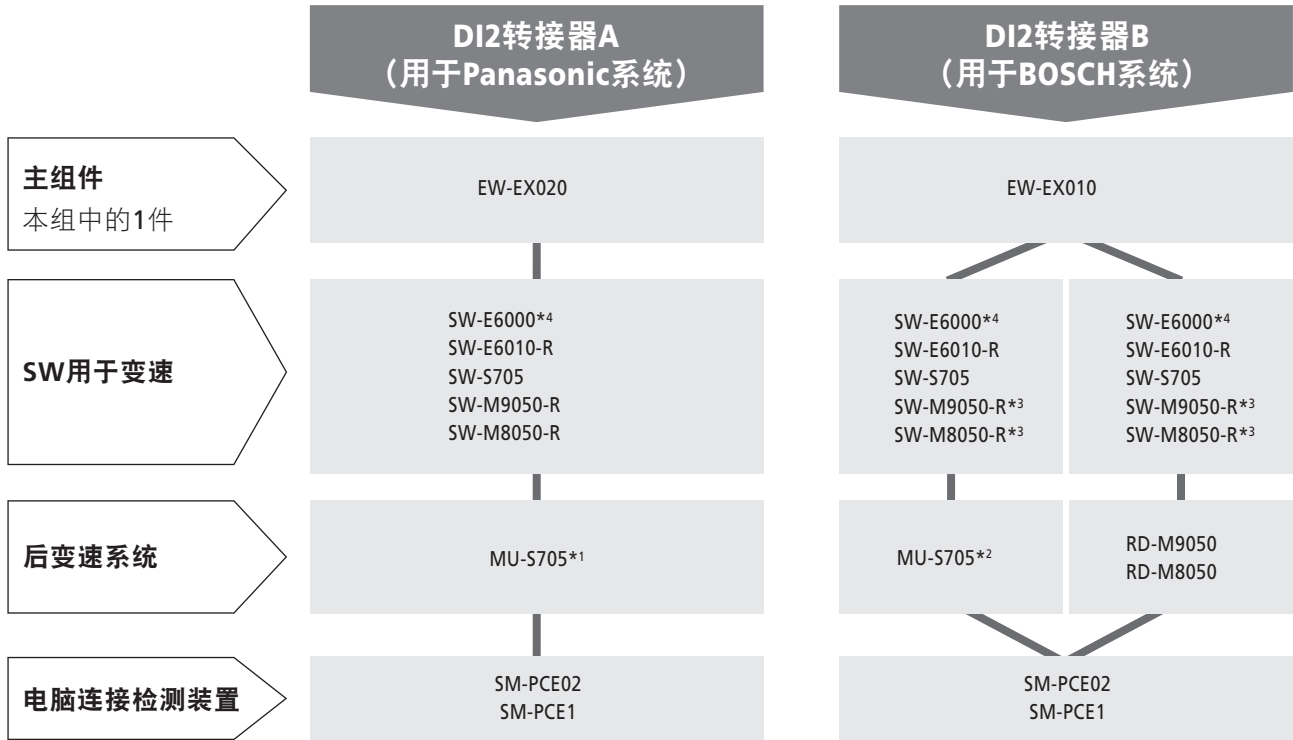 DI2转接器A
（用于Panasonic系统）
DI2转接器B
（用于BOSCH系统）
主组件
本组中的1件
EW-EX020
EW-EX010
SW用于变速
SW-E6000*4
SW-E6010-R
SW-S705
SW-M9050-R
SW-M8050-R
SW-E6000*4
SW-E6010-R
SW-S705
SW-M9050-R*3
SW-M8050-R*3
SW-E6000*4
SW-E6010-R
SW-S705
SW-M9050-R*3
SW-M8050-R*3
后变速系统
MU-S705*1
MU-S705*2
RD-M9050
RD-M8050
电脑连接检测装置
SM-PCE02
SM-PCE1
SM-PCE02
SM-PCE1